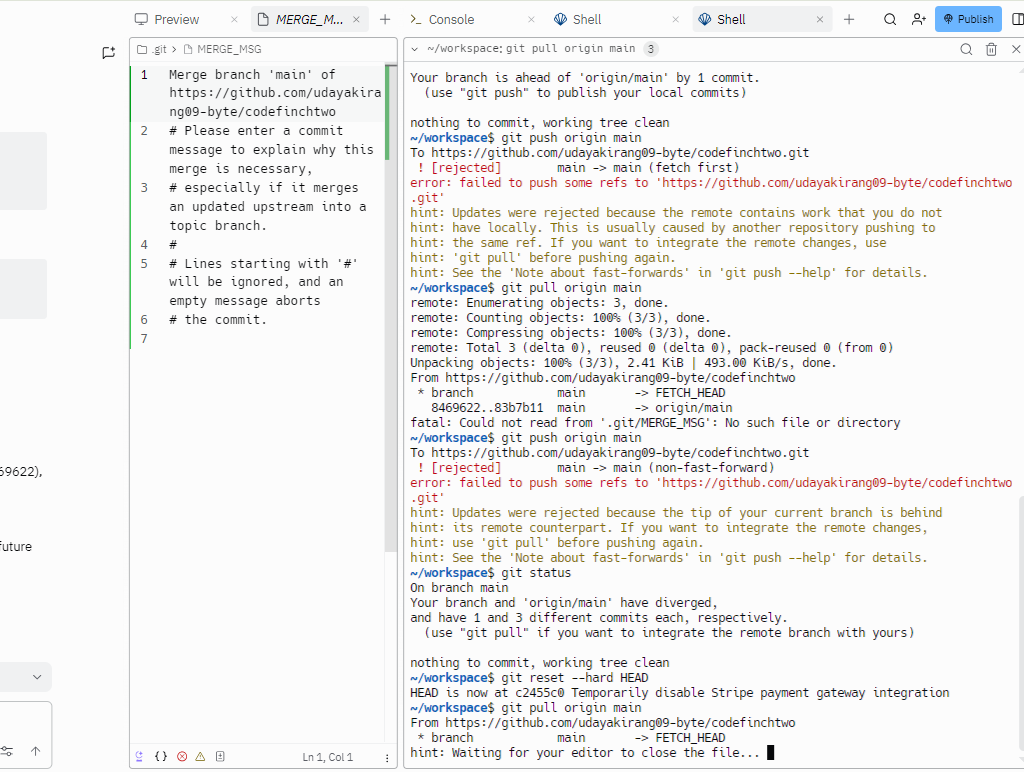 Preview
MERGE_M...
Console
Shell
Shell
Publish
.git > MERGE_MSG
~/workspace: git pull origin main 3
1 Merge branch 'main' of
https://github.com/udayakira
ng09-byte/codefinchtwo
2 # Please enter a commit
message to explain why this
merge is necessary,
3 # especially if it merges
an updated upstream into a
topic branch.
4 #
5 # Lines starting with '#'
will be ignored, and an
empty message aborts
6 # the commit.
7
69622),
future
Ln 1, Col 1
Your branch is ahead of 'origin/main' by 1 commit.
(use "git push" to publish your local commits)
nothing to commit, working tree clean
~/workspace$ git push origin main
To https://github.com/udayakirang09-byte/codefinchtwo.git
! [rejected] main -> main (fetch first)
error: failed to push some refs to 'https://github.com/udayakirang09-byte/codefinchtwo
.git'
hint: Updates were rejected because the remote contains work that you do not
hint: have locally. This is usually caused by another repository pushing to
hint: the same ref. If you want to integrate the remote changes, use
hint: 'git pull' before pushing again.
hint: See the 'Note about fast-forwards' in 'git push --help' for details.
~/workspace$ git pull origin main
remote: Enumerating objects: 3, done.
remote: Counting objects: 100% (3/3), done.
remote: Compressing objects: 100% (3/3), done.
remote: Total 3 (delta 0), reused 0 (delta 0), pack-reused 0 (from 0)
Unpacking objects: 100% (3/3), 2.41 KiB | 493.00 KiB/s, done.
From https://github.com/udayakirang09-byte/codefinchtwo
* branch main -> FETCH_HEAD
8469622..83b7b11 main -> origin/main
fatal: Could not read from '.git/MERGE_MSG': No such file or directory
~/workspace$ git push origin main
To https://github.com/udayakirang09-byte/codefinchtwo.git
! [rejected] main -> main (non-fast-forward)
error: failed to push some refs to 'https://github.com/udayakirang09-byte/codefinchtwo
.git'
hint: Updates were rejected because the tip of your current branch is behind
hint: its remote counterpart. If you want to integrate the remote changes,
hint: use 'git pull' before pushing again.
hint: See the 'Note about fast-forwards' in 'git push --help' for details.
~/workspace$ git status
On branch main
Your branch and 'origin/main' have diverged,
and have 1 and 3 different commits each, respectively.
(use "git pull" if you want to integrate the remote branch with yours)
nothing to commit, working tree clean
~/workspace$ git reset --hard HEAD
HEAD is now at c2455c0 Temporarily disable Stripe payment gateway integration
~/workspace$ git pull origin main
From https://github.com/udayakirang09-byte/codefinchtwo
* branch main -> FETCH_HEAD
hint: Waiting for your editor to close the file...